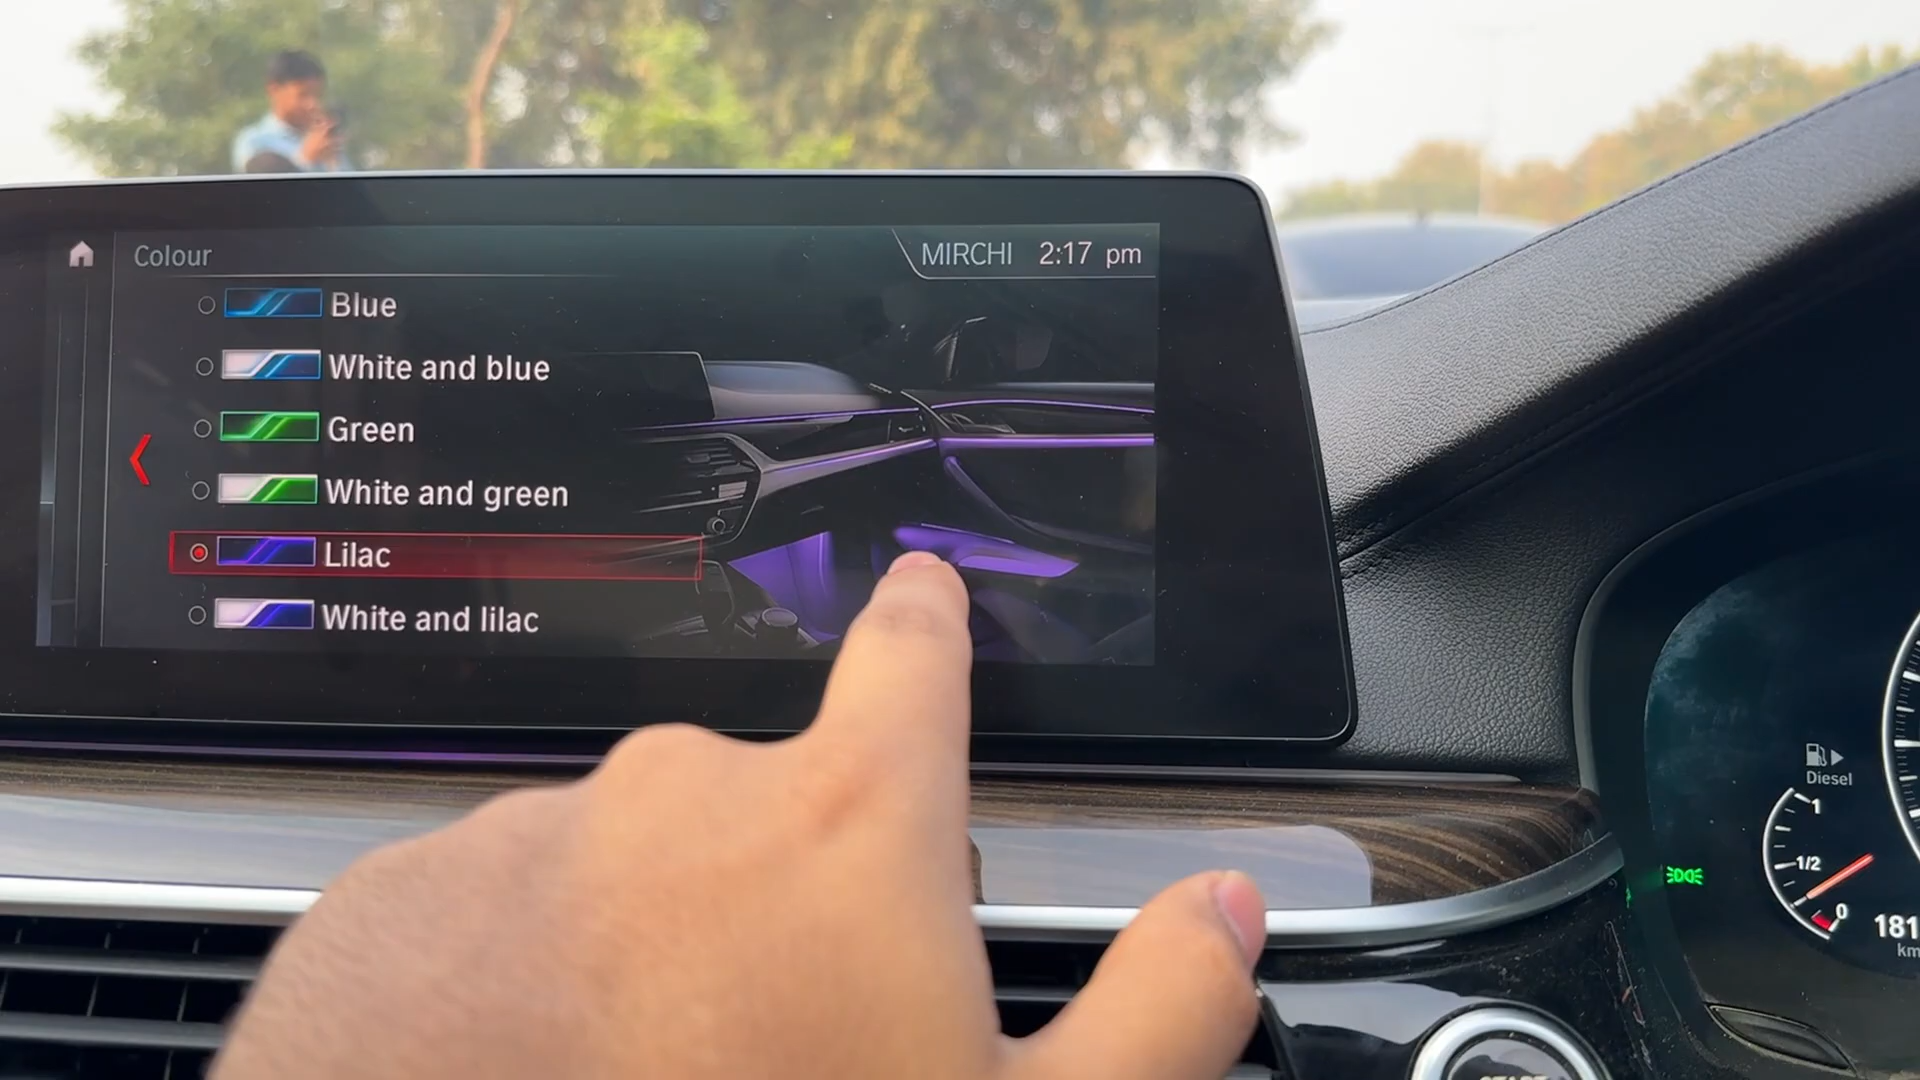 Colour
MIRCHI 2:17 pm
Blue
White and blue
Green
White and green
Lilac
White and lilac
Diesel
1
1/2
0
181
km
START